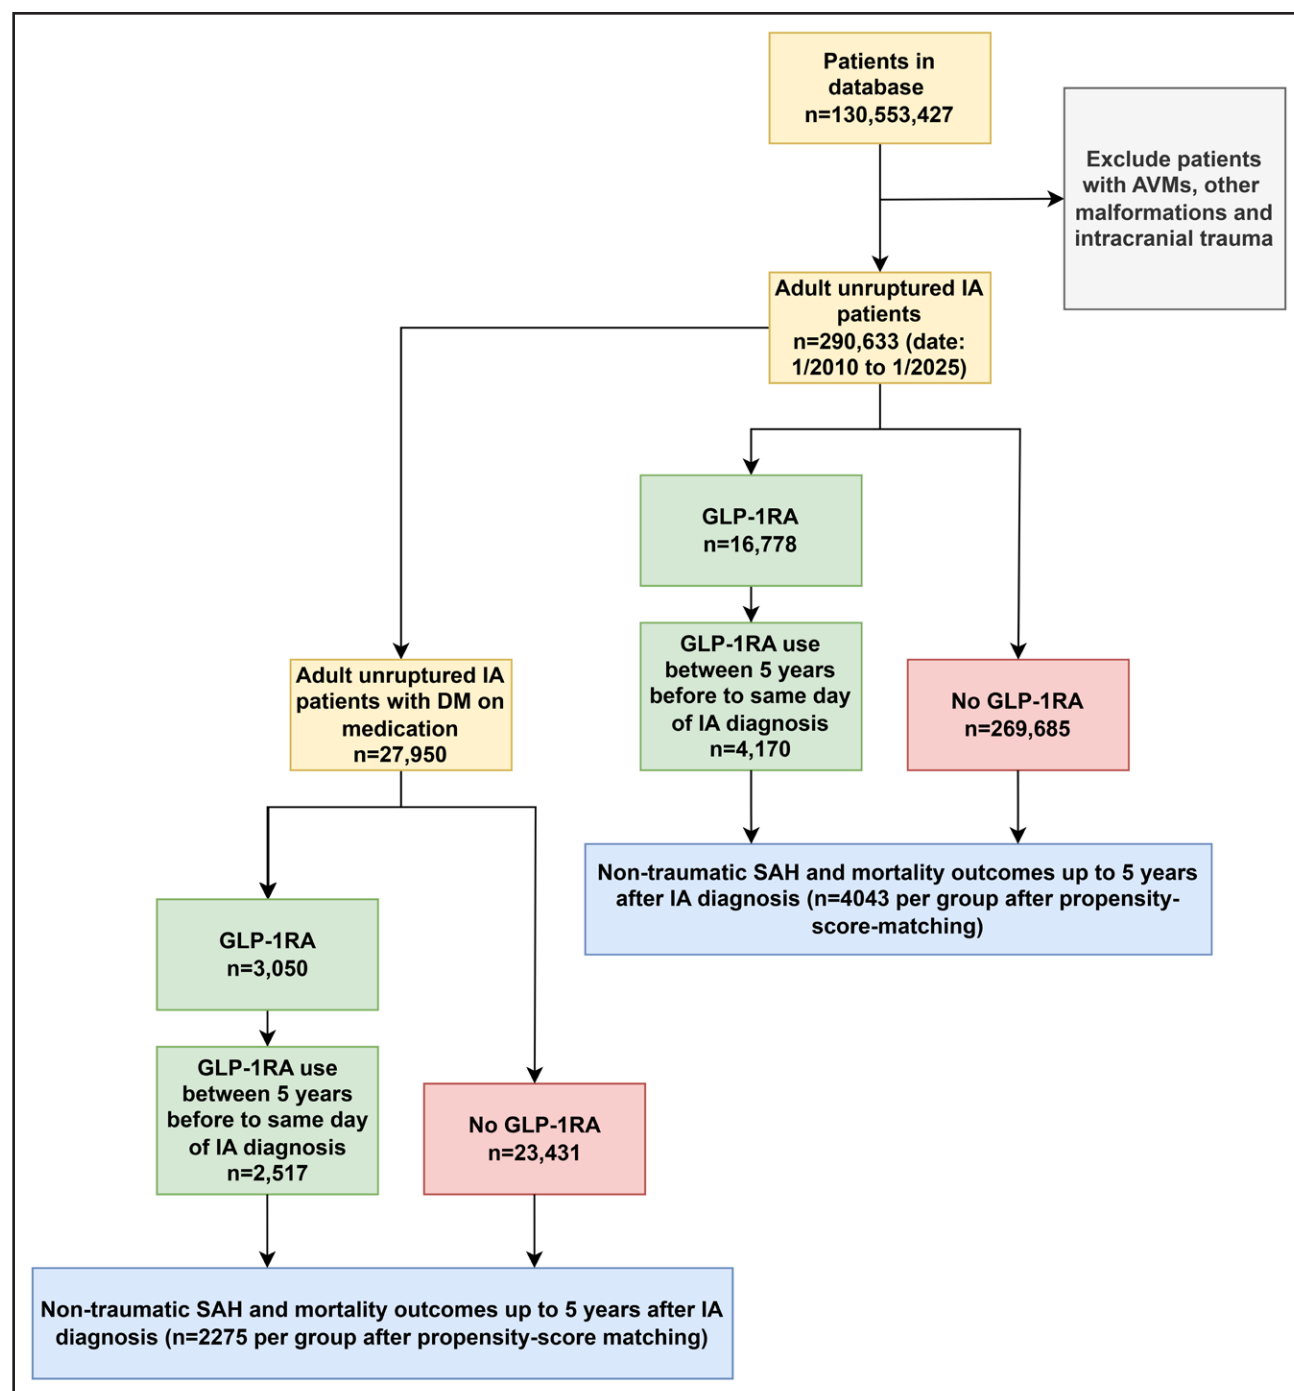 Patients in
database
n=130,553,427
Exclude patients
with AVMs, other
malformations and
intracranial trauma
Adult unruptured IA
patients
n=290,633 (date:
1/2010 to 1/2025)
GLP-1RA
n=16,778
GLP-1RA use
between 5 years
before to same day
of IA diagnosis
n=4,170
No GLP-1RA
n=269,685
Adult unruptured IA
patients with DM on
medication
n=27,950
Non-traumatic SAH and mortality outcomes up to 5 years
after IA diagnosis (n=4043 per group after propensity-
score-matching)
GLP-1RA
n=3,050
GLP-1RA use
between 5 years
before to same day
of IA diagnosis
n=2,517
No GLP-1RA
n=23,431
Non-traumatic SAH and mortality outcomes up to 5 years after IA
diagnosis (n=2275 per group after propensity-score matching)